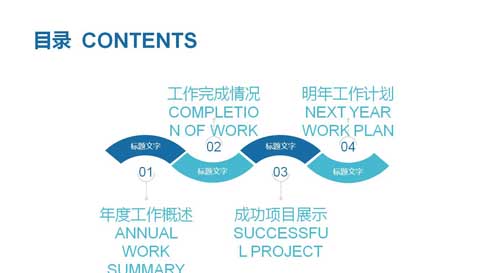 目录 CONTENTS
工作完成情况
COMPLETIO
N OF WORK
02
明年工作计划
NEXT YEAR
WORK PLAN
04
标题文字
标题文字
标题文字
标题文字
01
年度工作概述
ANNUAL
WORK
SUMMARY
03
成功项目展示
SUCCESSFU
L PROJECT